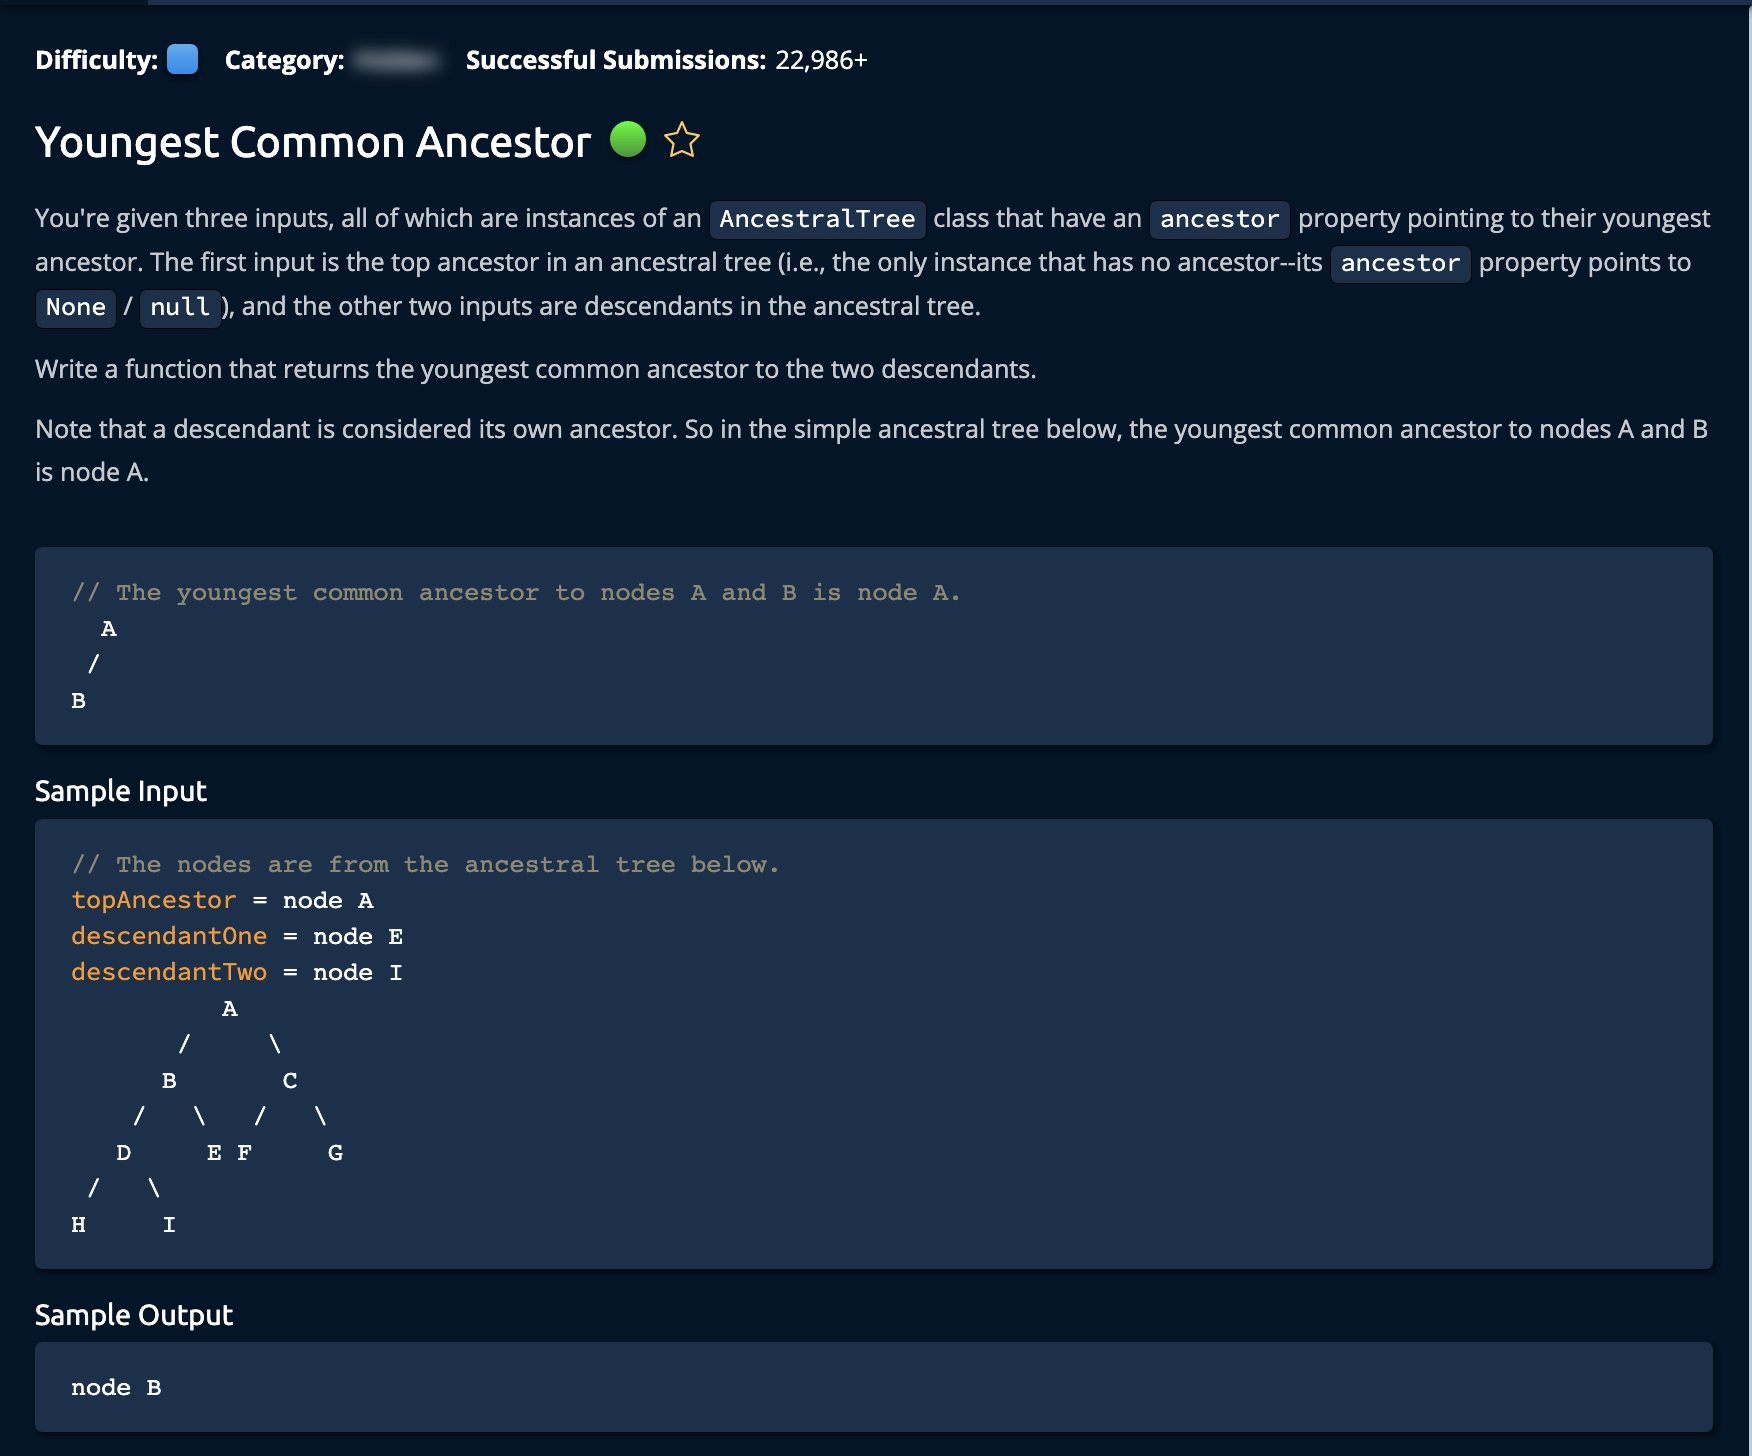 Difficulty: Category: Successful Submissions: 22,986+
Youngest Common Ancestor
You're given three inputs, all of which are instances of an AncestralTree class that have an ancestor property pointing to their youngest
ancestor. The first input is the top ancestor in an ancestral tree (i.e., the only instance that has no ancestor--its ancestor property points to
None / null), and the other two inputs are descendants in the ancestral tree.
Write a function that returns the youngest common ancestor to the two descendants.
Note that a descendant is considered its own ancestor. So in the simple ancestral tree below, the youngest common ancestor to nodes A and B
is node A.
// The youngest common ancestor to nodes A and B is node A.
  A
 /
B
Sample Input
// The nodes are from the ancestral tree below.
topAncestor = node A
descendantOne = node E
descendantTwo = node I
          A
       /     \
      B       C
    /   \   /   \
   D     E F     G
 /   \
H     I
Sample Output
node B